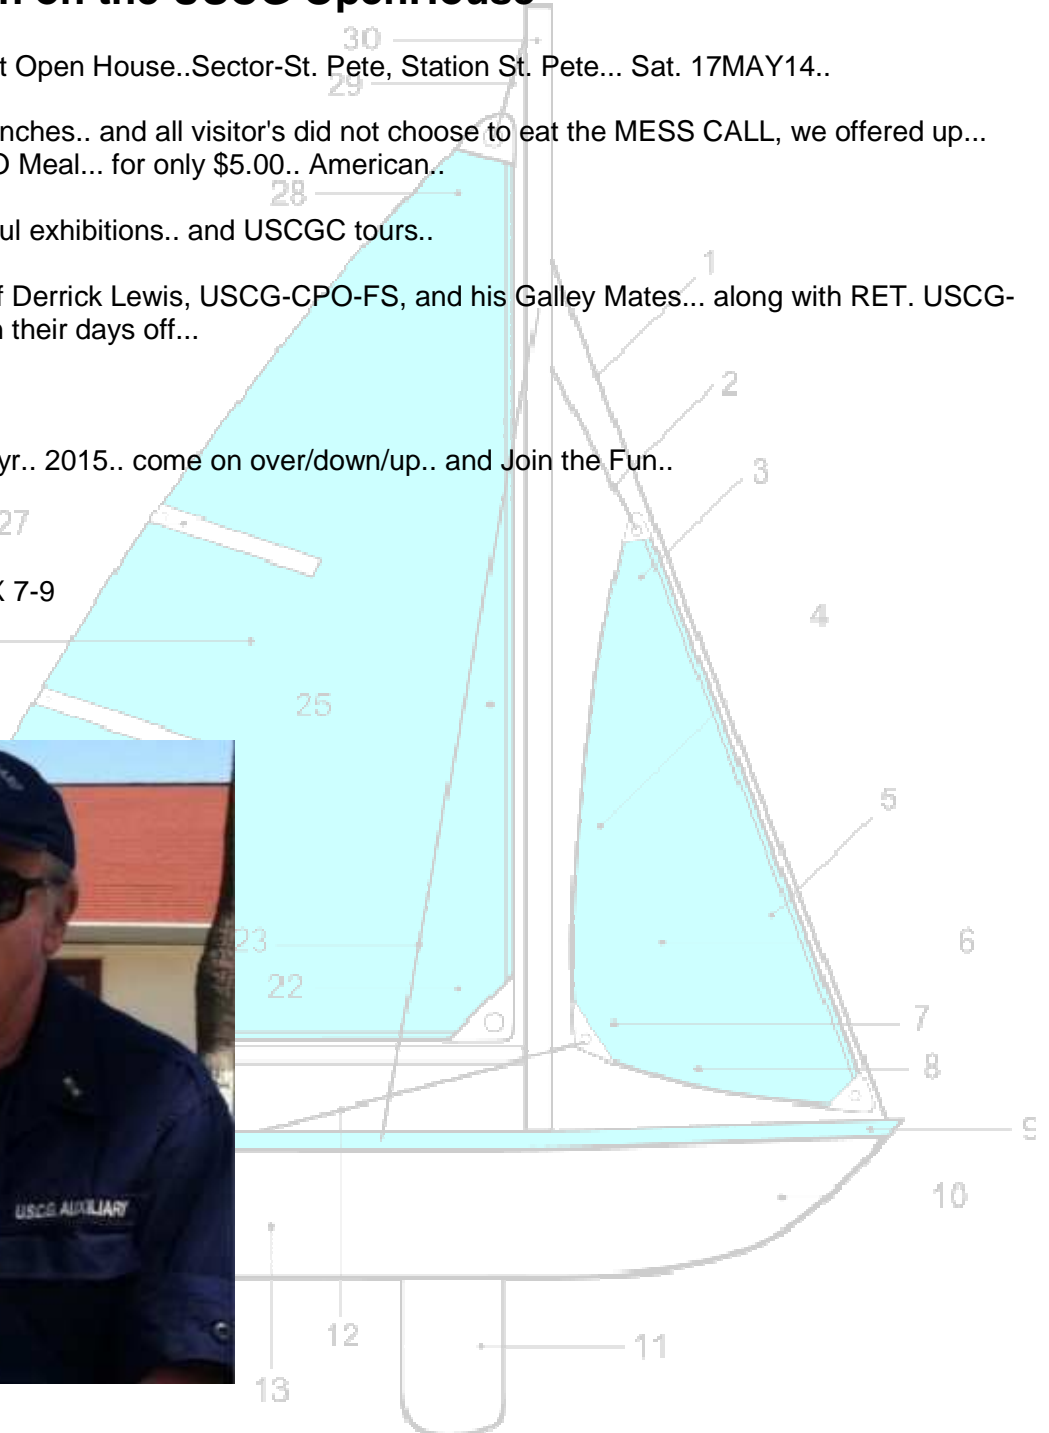 on the USCG OpenHouse
30
t Open House..Sector-St. Pete, Station St. Pete... Sat. 17MAY14..
29
nches.. and all visitor's did not choose to eat the MESS CALL, we offered up...
O Meal... for only $5.00.. American..
28
ul exhibitions.. and USCGC tours..
1
f Derrick Lewis, USCG-CPO-FS, and his Galley Mates... along with RET. USCG-
n their days off...
2
yr.. 2015.. come on over/down/up.. and Join the Fun..
3
27
X 7-9
4
25
5
23
6
22
7
8
9
10
USCG AUXILIARY
12
11
13